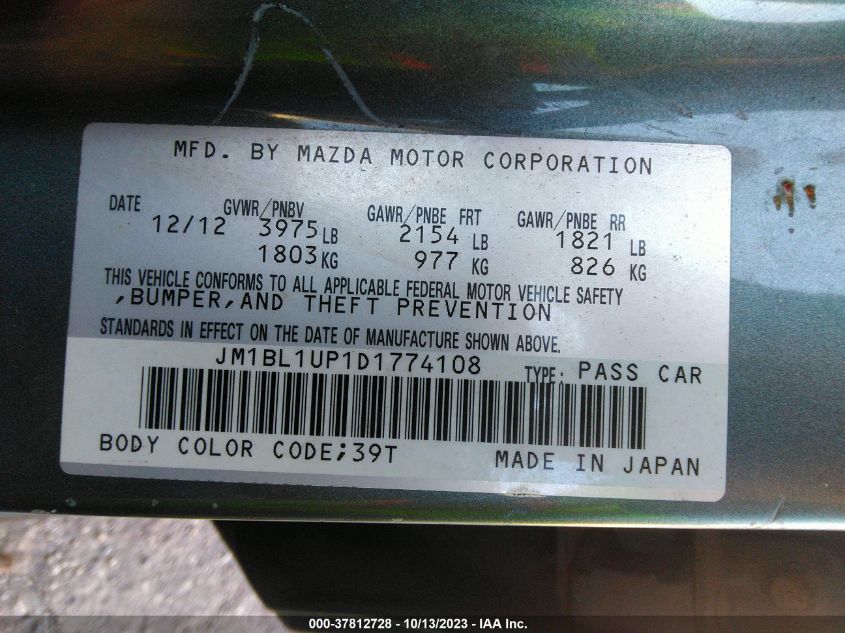 MFD. BY MAZDA MOTOR CORPORATION
DATE GVWR/PNBV GAWR/PNBE FRT GAWR/PNBE RR
12/12 3975 LB 2154 LB 1821 LB
1803 KG 977 KG 826 KG
THIS VEHICLE CONFORMS TO ALL APPLICABLE FEDERAL MOTOR VEHICLE SAFETY
,BUMPER,AND THEFT PREVENTION
STANDARDS IN EFFECT ON THE DATE OF MANUFACTURE SHOWN ABOVE.
JM1BL1UP1D1774108 TYPE: PASS CAR
BODY COLOR CODE;39T MADE IN JAPAN
000-37812728 - 10/13/2023 - IAA Inc.